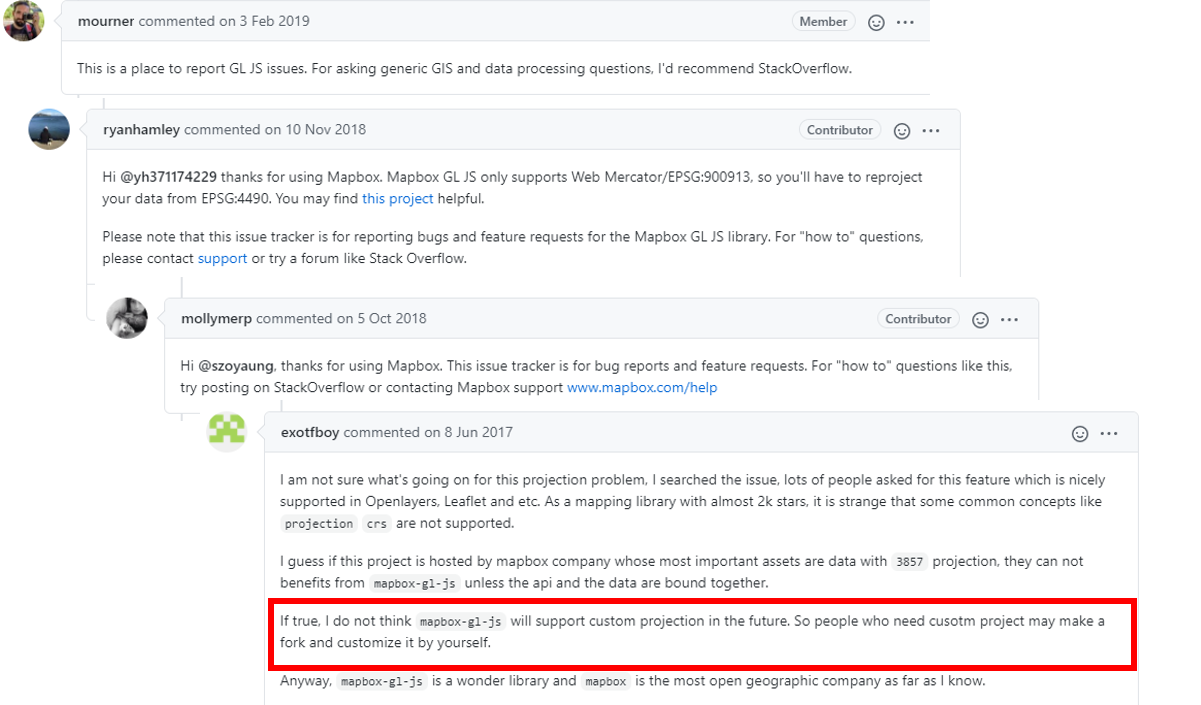 mourner commented on 3 Feb 2019 Member
This is a place to report GL JS issues. For asking generic GIS and data processing questions, I'd recommend StackOverflow.
ryanhamley commented on 10 Nov 2018 Contributor
Hi @yh371174229 thanks for using Mapbox. Mapbox GL JS only supports Web Mercator/EPSG:900913, so you'll have to reproject
your data from EPSG:4490. You may find this project helpful.
Please note that this issue tracker is for reporting bugs and feature requests for the Mapbox GL JS library. For "how to" questions,
please contact support or try a forum like Stack Overflow.
mollymerp commented on 5 Oct 2018 Contributor
Hi @szoyaung, thanks for using Mapbox. This issue tracker is for bug reports and feature requests. For "how to" questions like this,
try posting on StackOverflow or contacting Mapbox support www.mapbox.com/help
exotfboy commented on 8 Jun 2017
I am not sure what's going on for this projection problem, I searched the issue, lots of people asked for this feature which is nicely
supported in Openlayers, Leaflet and etc. As a mapping library with almost 2k stars, it is strange that some common concepts like
projection crs are not supported.
I guess if this project is hosted by mapbox company whose most important assets are data with 3857 projection, they can not
benefits from mapbox-gl-js unless the api and the data are bound together.
If true, I do not think mapbox-gl-js will support custom projection in the future. So people who need cusotm project may make a
fork and customize it by yourself.
Anyway, mapbox-gl-js is a wonder library and mapbox is the most open geographic company as far as I know.